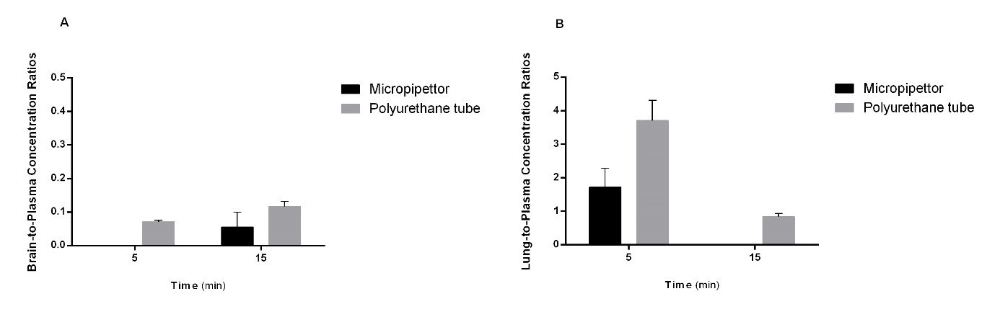 A
Brain-to-Plasma Concentration Ratios
0.5
0.4
0.3
0.2
0.1
0.0
5
15
Time (min)
Micropipettor
Polyurethane tube
B
Lung-to-Plasma Concentration Ratios
5
4
3
2
1
0
5
15
Time (min)
Micropipettor
Polyurethane tube